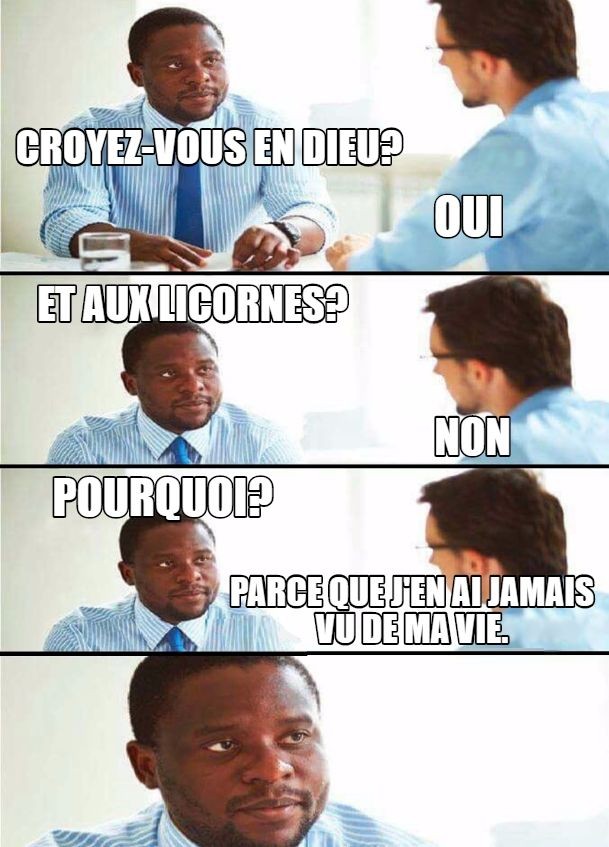 CROYEZ-VOUS EN DIEU?
OUI
ET AUX LICORNES?
NON
POURQUOI?
PARCE QUE J'EN AI JAMAIS
VU DE MA VIE.